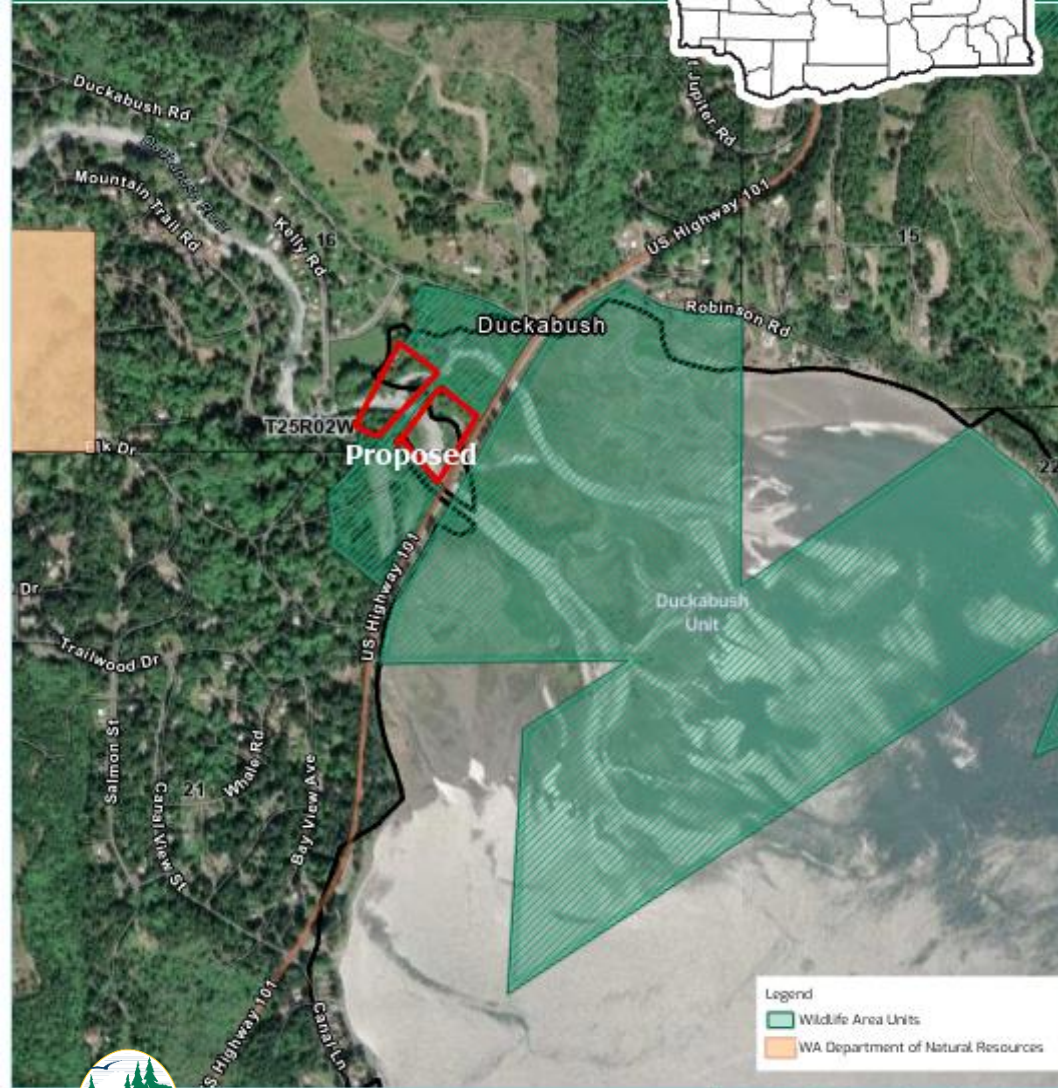 t Jupiter Rd
Duckabush Rd
Mountain Trail Rd
Kelly Rd
16
US Highway 101
15
Robinson Rd
Duckabush
T25R02W
Proposed
Elk Dr
22
US Highway 101
Dr
Duckabush
Unit
Trailwood Dr
Salmon St
Whale Rd
21
Bay View Ave
Canal View St
US Highway 101
Canal Ln
Legend
Wildlife Area Units
WA Department of Natural Resources